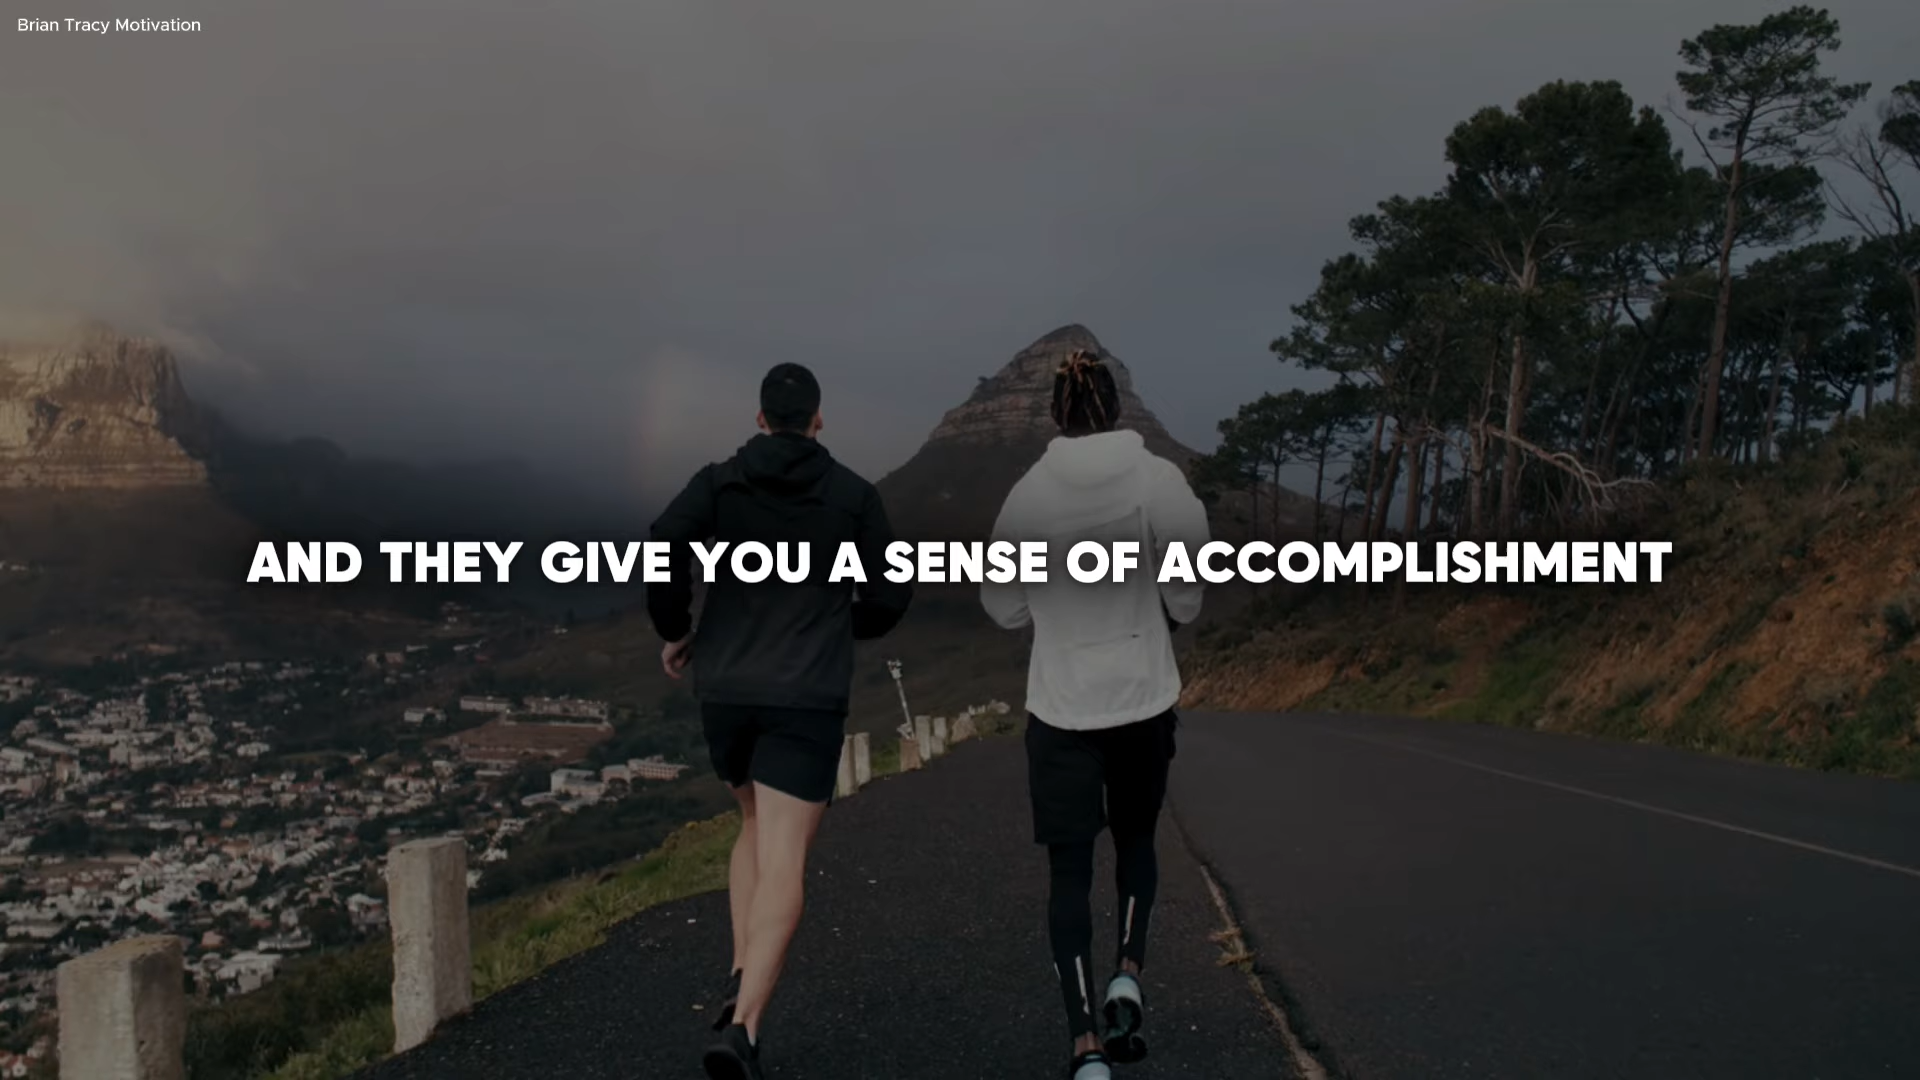 Brian Tracy Motivation
AND THEY GIVE YOU A SENSE OF ACCOMPLISHMENT